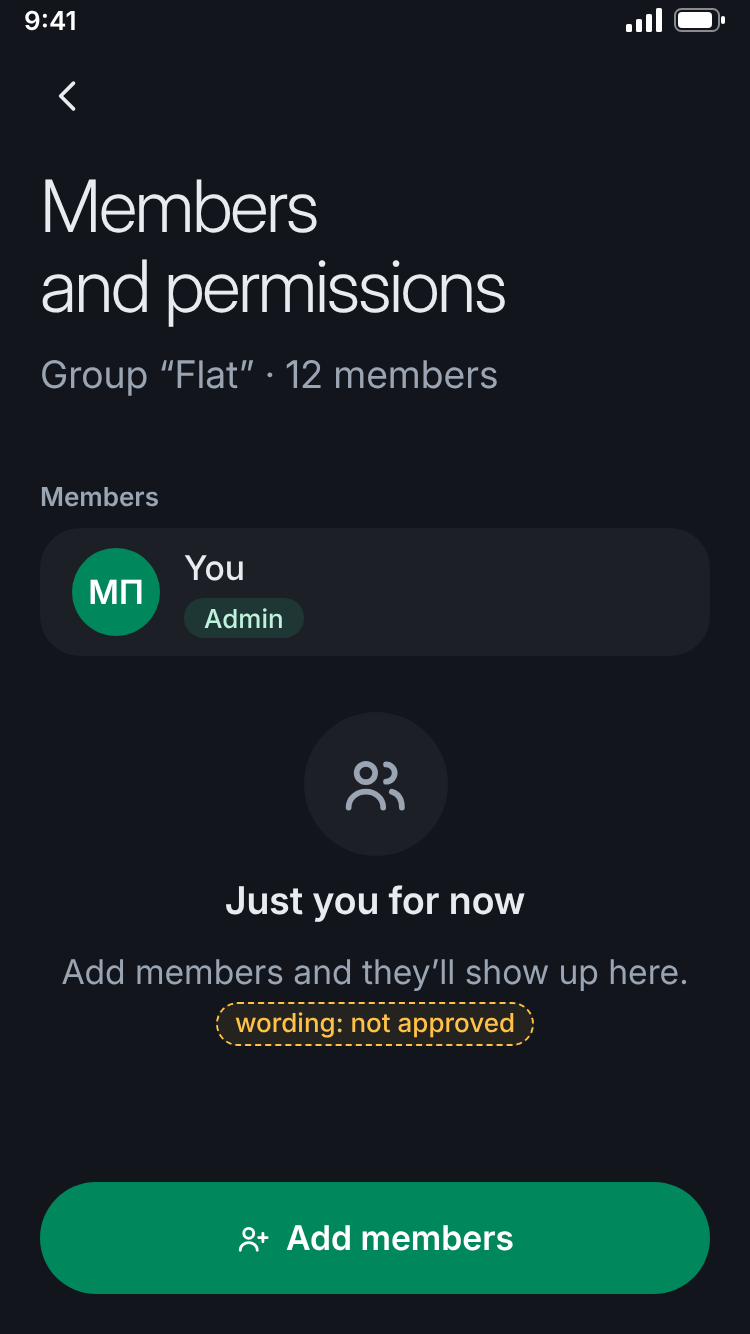 9:41
Members
and permissions
Group “Flat” · 12 members
Members
МП
You
Admin
Just you for now
Add members and they’ll show up here.
wording: not approved
Add members